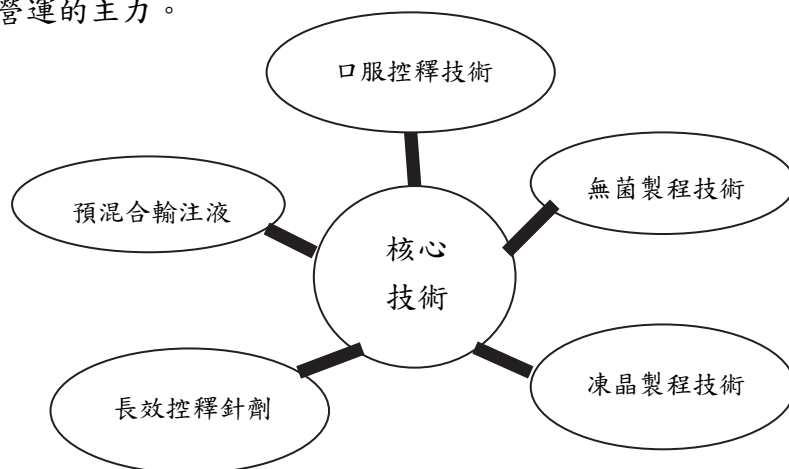 營運的主力。
口服控釋技術
無菌製程技術
預混合輸注液
核心
技術
凍晶製程技術
長效控釋針劑